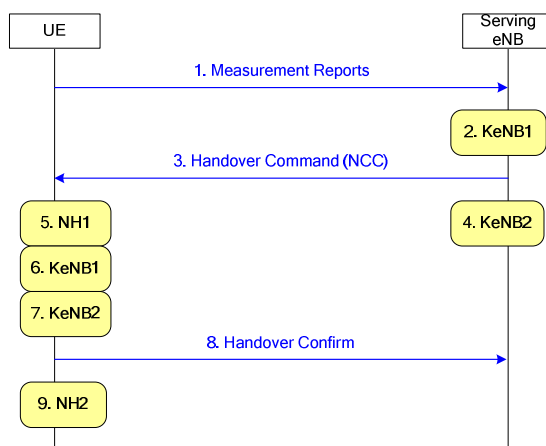 UE
Serving
eNB
1. Measurement Reports
2. KeNB1
3. Handover Command (NCC)
5. NH1
4. KeNB2
6. KeNB1
7. KeNB2
8. Handover Confirm
9. NH2